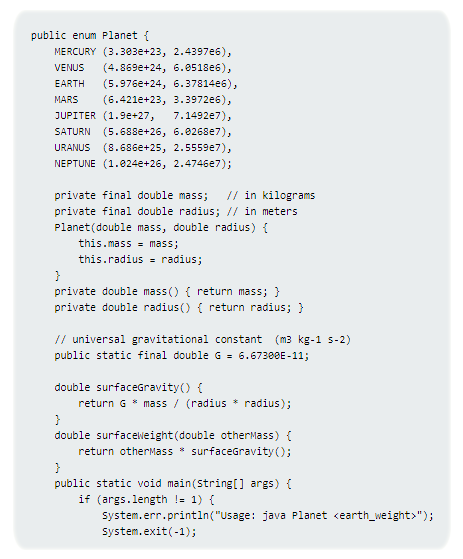 public enum Planet {
    MERCURY (3.303e+23, 2.4397e6),
    VENUS   (4.869e+24, 6.0518e6),
    EARTH   (5.976e+24, 6.37814e6),
    MARS    (6.421e+23, 3.3972e6),
    JUPITER (1.9e+27,   7.1492e7),
    SATURN  (5.688e+26, 6.0268e7),
    URANUS  (8.686e+25, 2.5559e7),
    NEPTUNE (1.024e+26, 2.4746e7);

    private final double mass;   // in kilograms
    private final double radius; // in meters
    Planet(double mass, double radius) {
        this.mass = mass;
        this.radius = radius;
    }
    private double mass() { return mass; }
    private double radius() { return radius; }

    // universal gravitational constant  (m3 kg-1 s-2)
    public static final double G = 6.67300E-11;

    double surfaceGravity() {
        return G * mass / (radius * radius);
    }
    double surfaceWeight(double otherMass) {
        return otherMass * surfaceGravity();
    }
    public static void main(String[] args) {
        if (args.length != 1) {
            System.err.println("Usage: java Planet <earth_weight>");
            System.exit(-1);